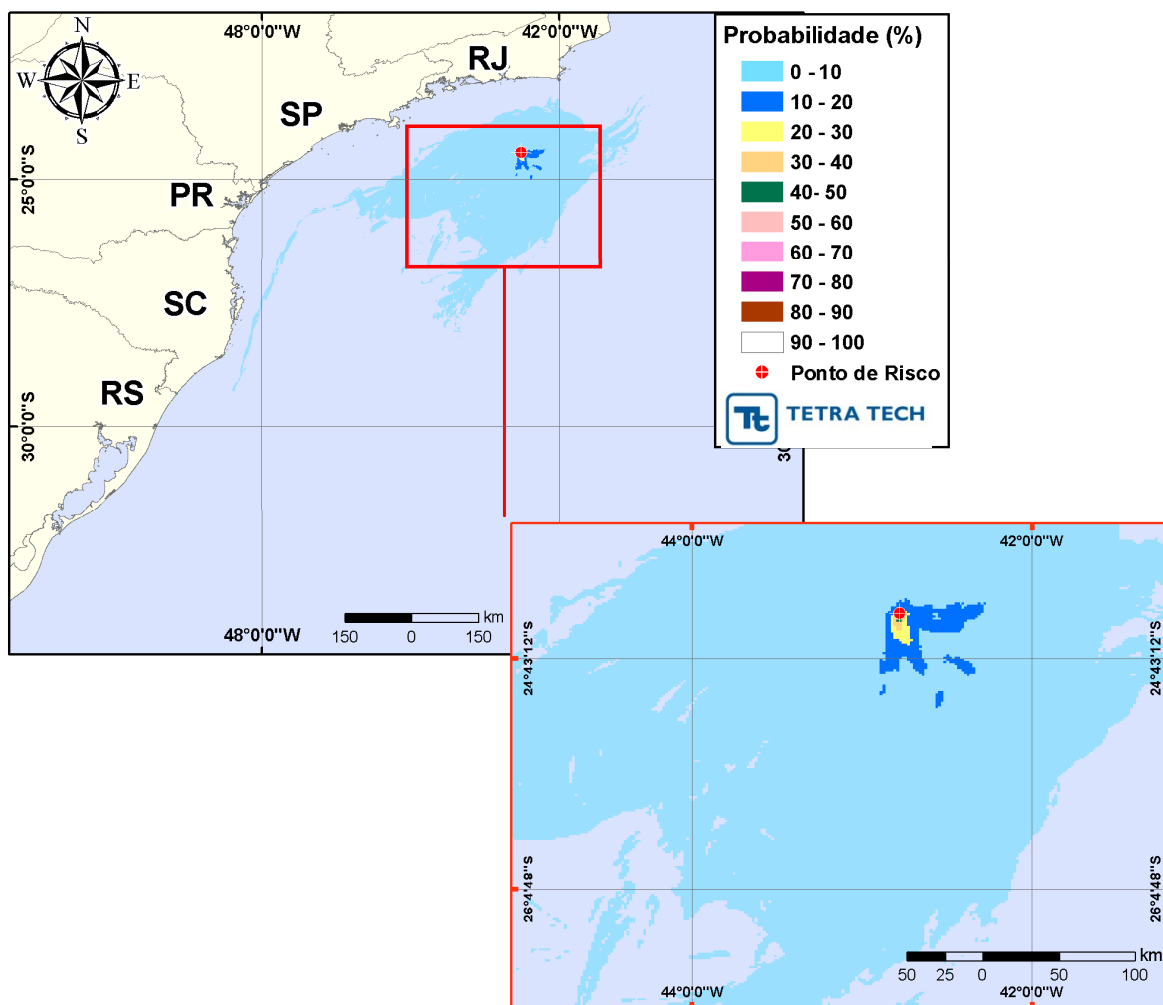 N
W
E
S
48°0'0"W
42°0'0"W
RJ
SP
PR
SC
RS
25°0'0"S
30°0'0"S
30
km
150
0
150
48°0'0"W
Probabilidade (%)
0 - 10
10 - 20
20 - 30
30 - 40
40- 50
50 - 60
60 - 70
70 - 80
80 - 90
90 - 100
Ponto de Risco
Tt TETRA TECH
44°0'0"W
42°0'0"W
24°43'12"S
24°43'12"S
26°4'48"S
26°4'48"S
km
50 25 0 50 100
44°0'0"W
42°0'0"W